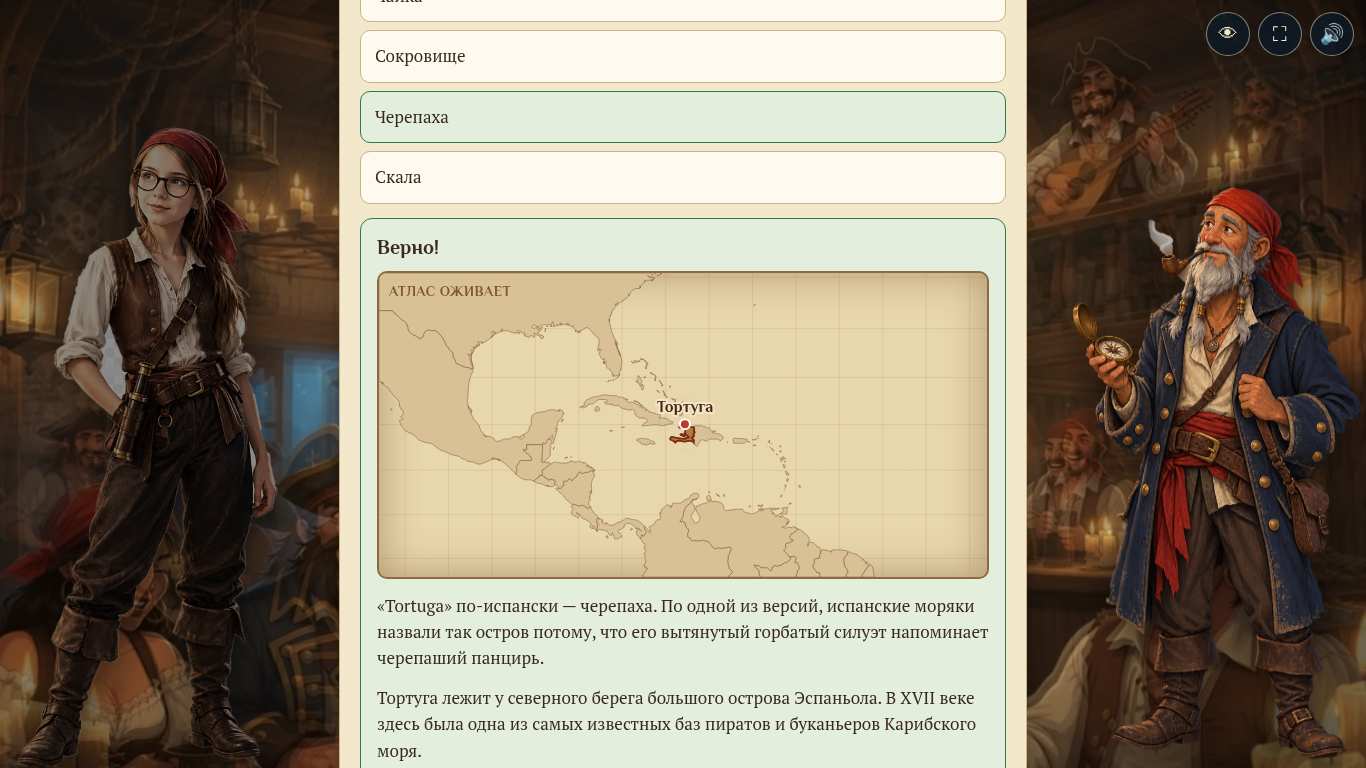 Чайка
Сокровище
Черепаха
Скала
Верно!
АТЛАС ОЖИВАЕТ
Тортуга
«Tortuga» по-испански — черепаха. По одной из версий, испанские моряки
назвали так остров потому, что его вытянутый горбатый силуэт напоминает
черепаший панцирь.
Тортуга лежит у северного берега большого острова Эспаньола. В XVII веке
здесь была одна из самых известных баз пиратов и буканьеров Карибского
моря.